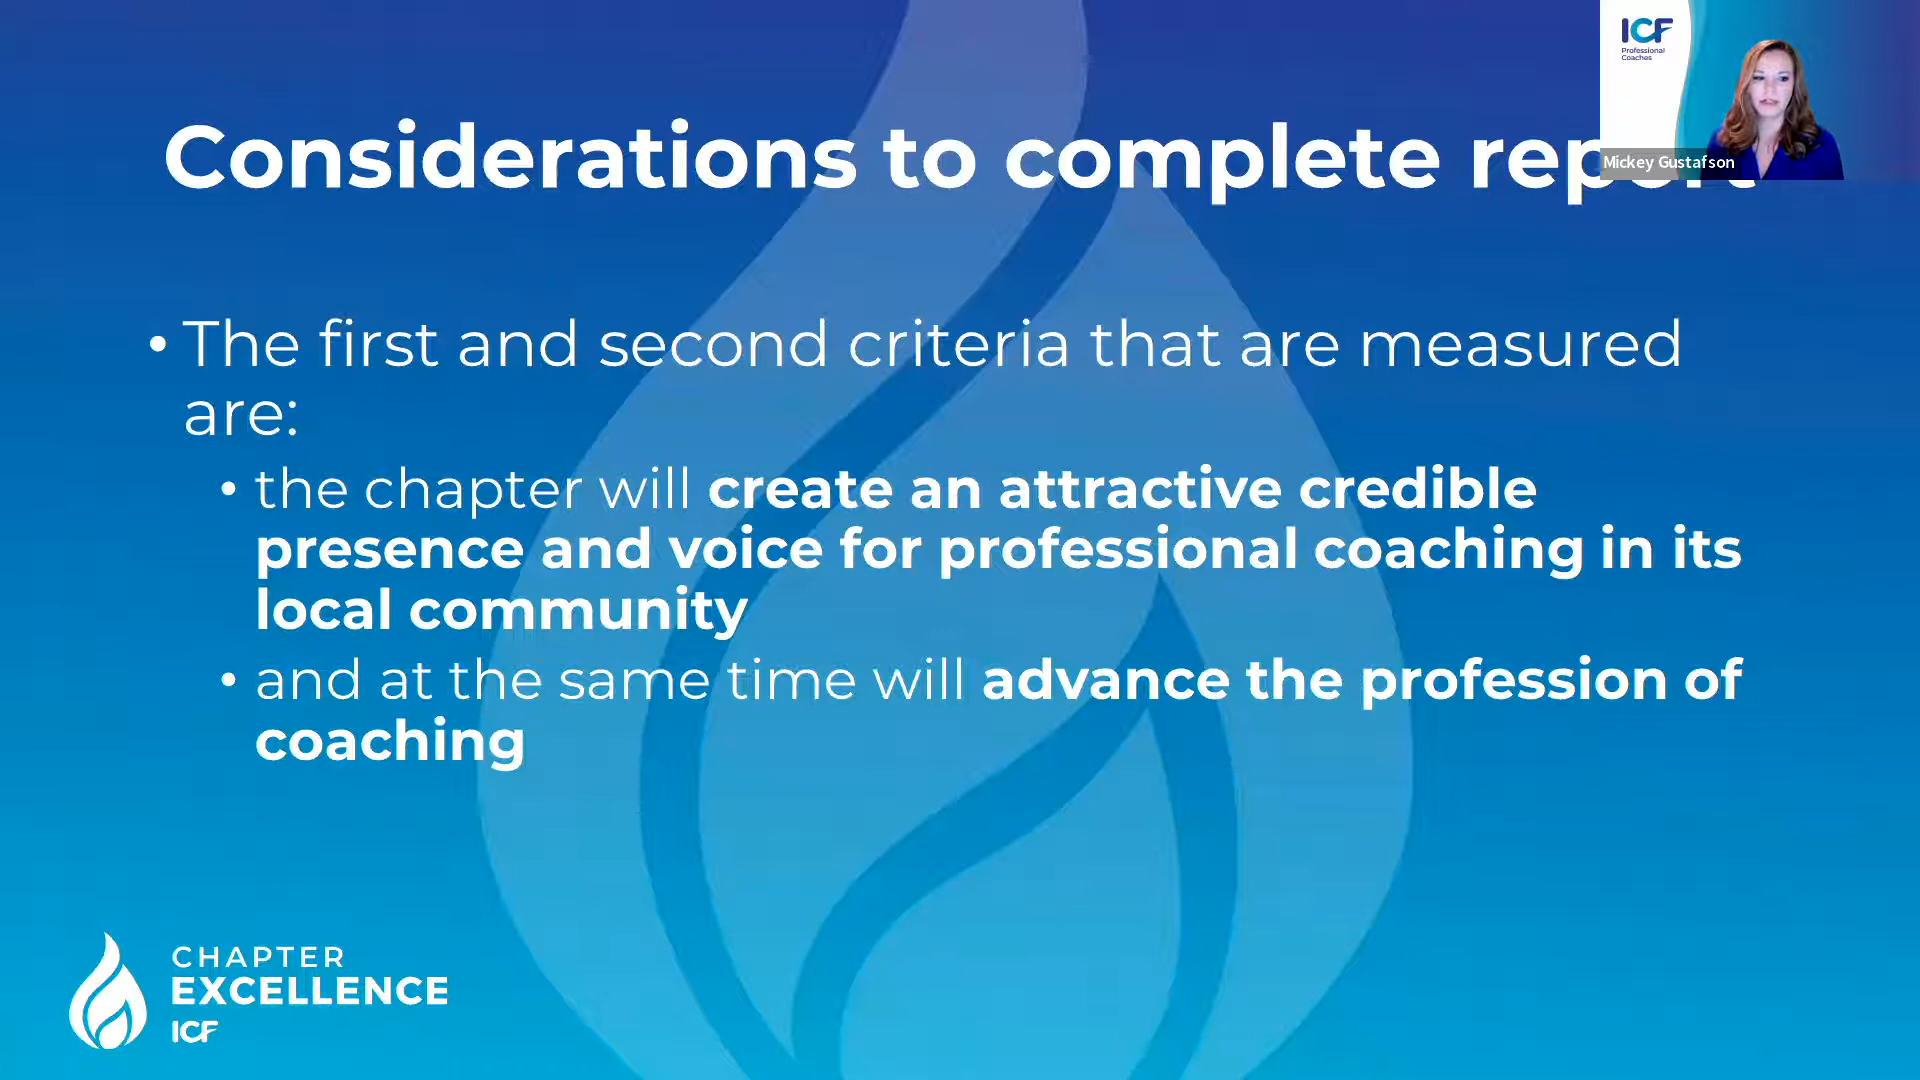 ICF
Professional
Coaches
Mickey Gustafson
Considerations to complete report
• The first and second criteria that are measured
are:
• the chapter will create an attractive credible
presence and voice for professional coaching in its
local community
• and at the same time will advance the profession of
coaching
CHAPTER
EXCELLENCE
ICF